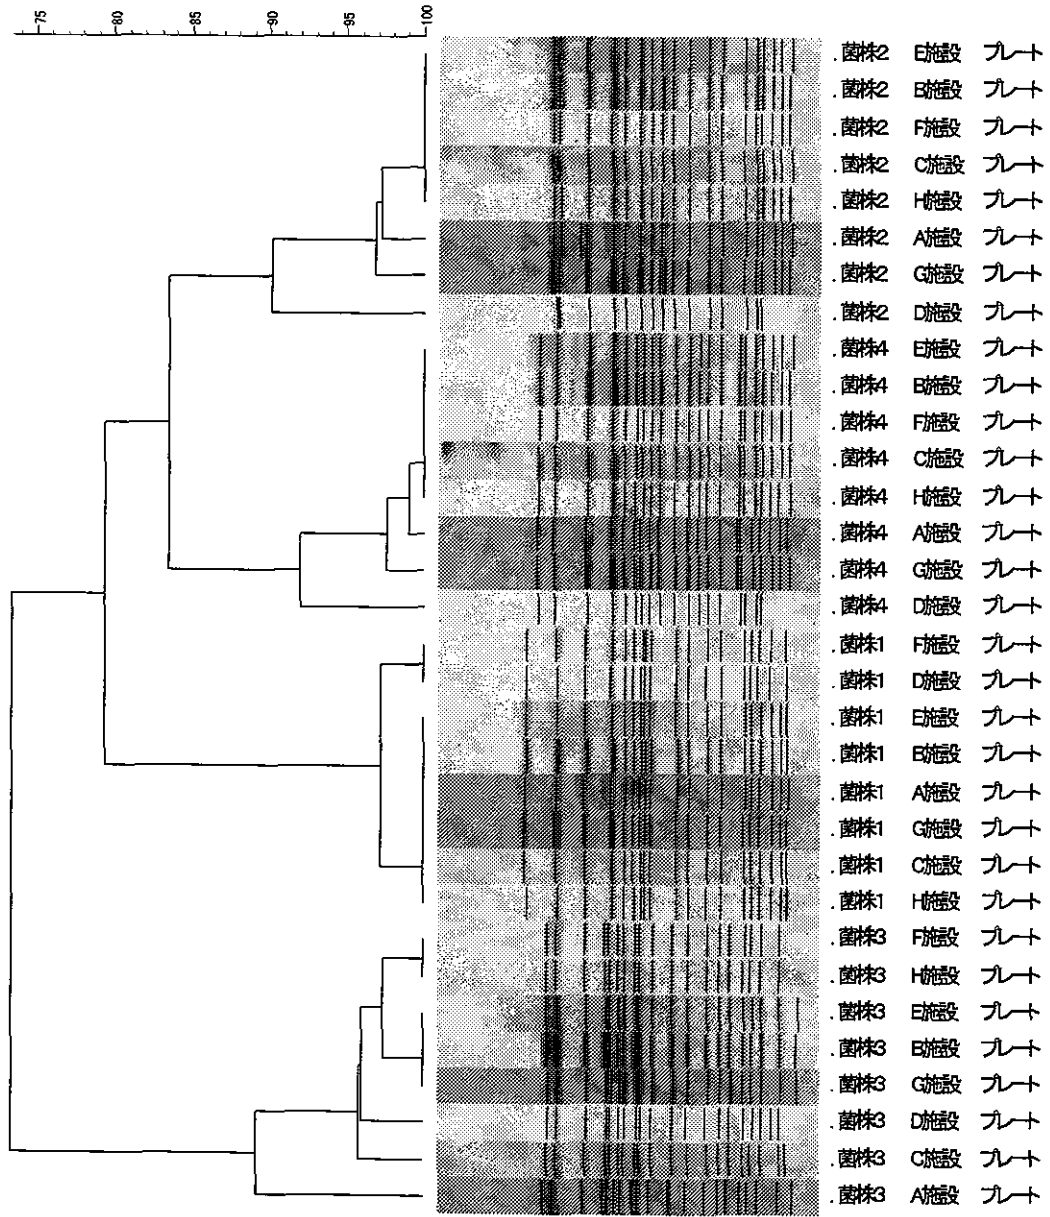 75 80 85 90 95 100
.菌株2 E施設 プレート
.菌株2 B施設 プレート
.菌株2 F施設 プレート
.菌株2 C施設 プレート
.菌株2 H施設 プレート
.菌株2 A施設 プレート
.菌株2 G施設 プレート
.菌株2 D施設 プレート
.菌株4 E施設 プレート
.菌株4 B施設 プレート
.菌株4 F施設 プレート
.菌株4 C施設 プレート
.菌株4 H施設 プレート
.菌株4 A施設 プレート
.菌株4 G施設 プレート
.菌株4 D施設 プレート
.菌株1 F施設 プレート
.菌株1 D施設 プレート
.菌株1 E施設 プレート
.菌株1 B施設 プレート
.菌株1 A施設 プレート
.菌株1 G施設 プレート
.菌株1 C施設 プレート
.菌株1 H施設 プレート
.菌株3 F施設 プレート
.菌株3 H施設 プレート
.菌株3 E施設 プレート
.菌株3 B施設 プレート
.菌株3 G施設 プレート
.菌株3 D施設 プレート
.菌株3 C施設 プレート
.菌株3 A施設 プレート